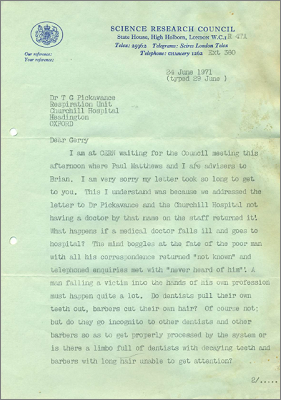 SCIENCE RESEARCH COUNCIL
State House, High Holborn, London W.C.1
Telex: 25962 Telegrams: Scires London Telex
Telephone: CHANCERY 1262 Ext 380
Our reference:
Your reference:
24 June 1971
(typed 29 June)
Dr T G Pickavance
Respiration Unit
Churchill Hospital
Headington
OXFORD
Dear Gerry
I am at CERN waiting for the Council meeting this
afternoon where Paul Matthews and I are advisers to
Brian. I am very sorry my letter took so long to get
to you. This I understand was because we addressed the
letter to Dr Pickavance and the Churchill Hospital not
having a doctor by that name on the staff returned it!
What happens if a medical doctor falls ill and goes to
hospital? The mind boggles at the fate of the poor man
with all his correspondence returned "not known" and
telephoned enquiries met with "never heard of him"! A
man falling a victim into the hands of his own profession
must happen quite a lot. Do dentists pull their own
teeth out, barbers cut their own hair? Of course not:
but do they go incognito to other dentists and other
barbers so as to get properly processed by the system or
is there a limbo full of dentists with decaying teeth and
barbers with long hair unable to get attention?
2/.....